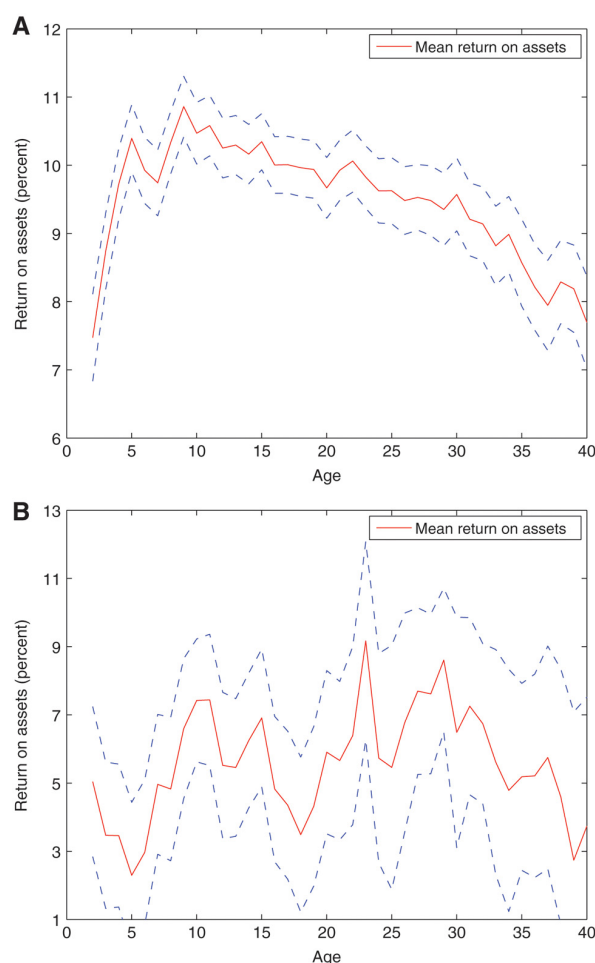 A
12
11
10
9
8
7
6
Return on assets (percent)
Mean return on assets
0 5 10 15 20 25 30 35 40
Age
B
13
11
9
7
5
3
1
Return on assets (percent)
Mean return on assets
0 5 10 15 20 25 30 35 40
Age